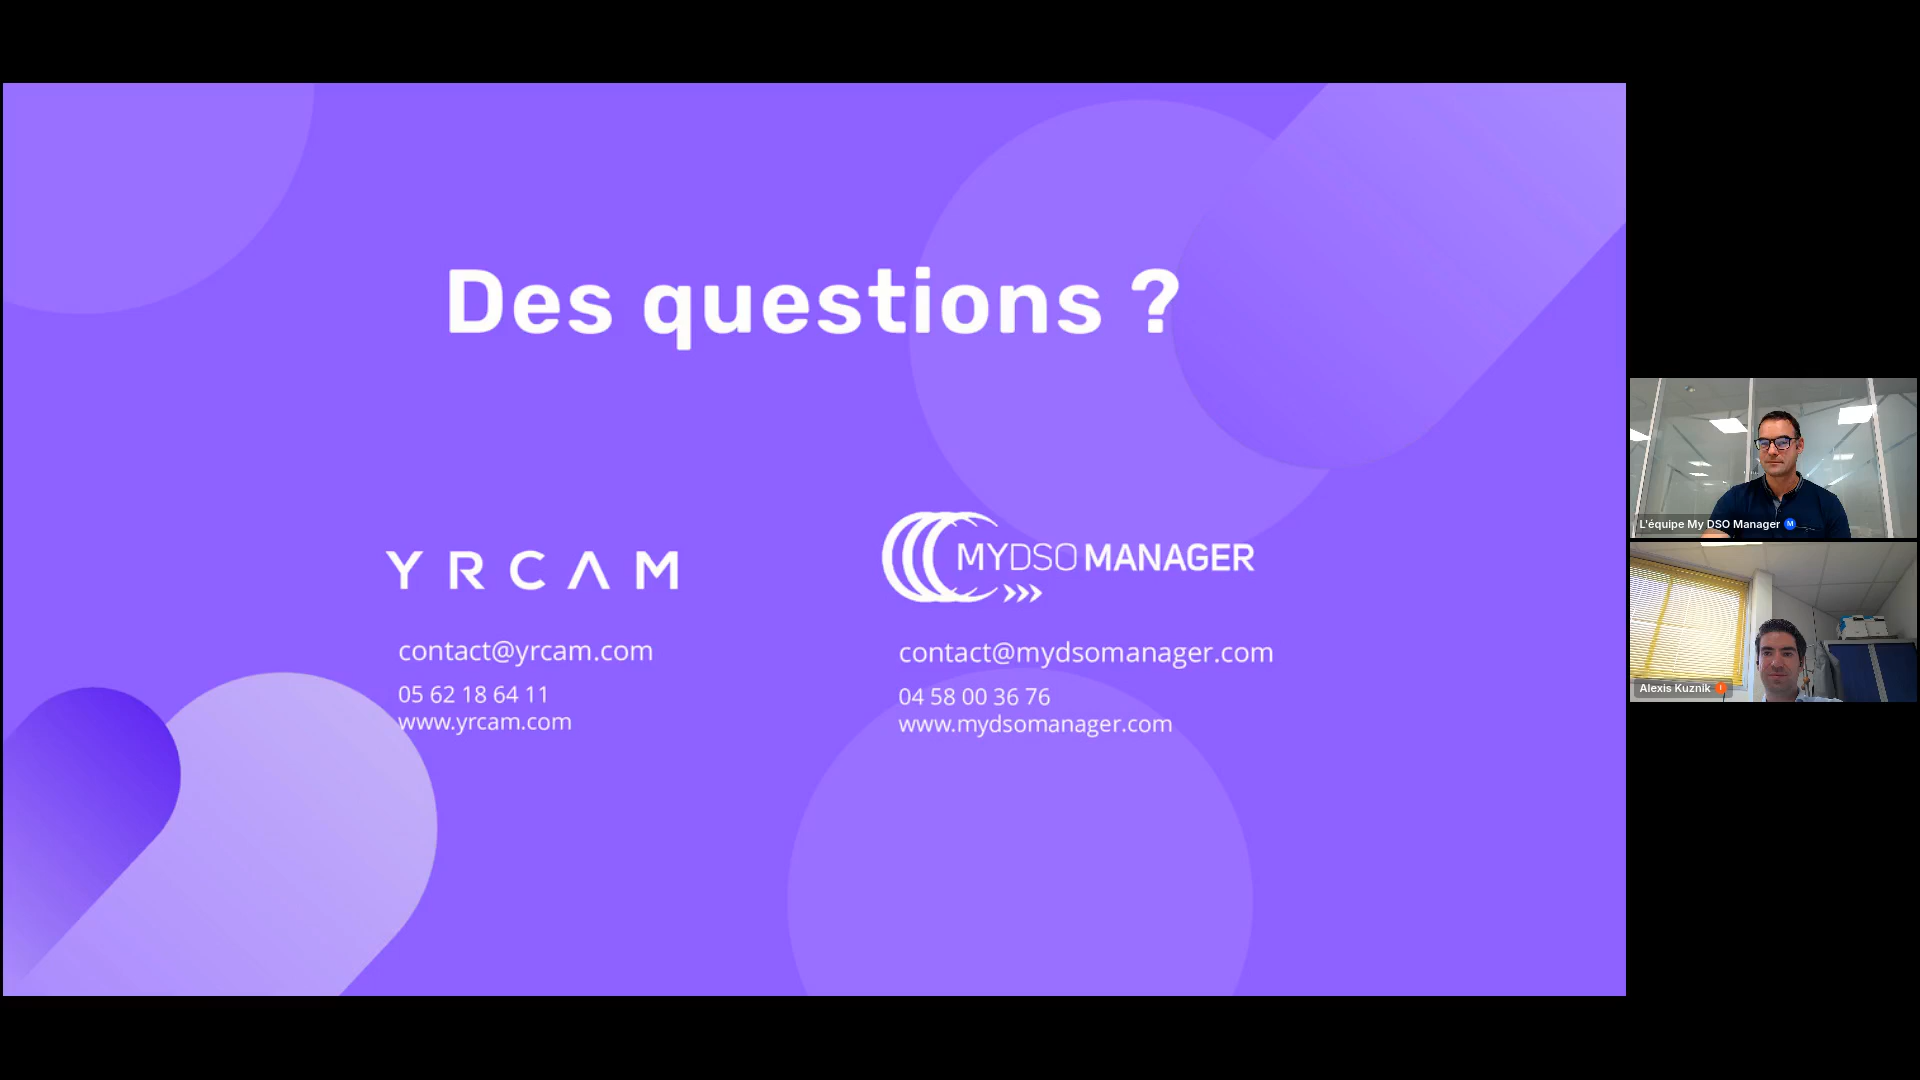 Des questions ?
YRCAM
contact@yrcam.com
05 62 18 64 11
www.yrcam.com
MYDSO MANAGER
contact@mydsomanager.com
04 58 00 36 76
www.mydsomanager.com
L'équipe My DSO Manager M
Alexis Kuznik